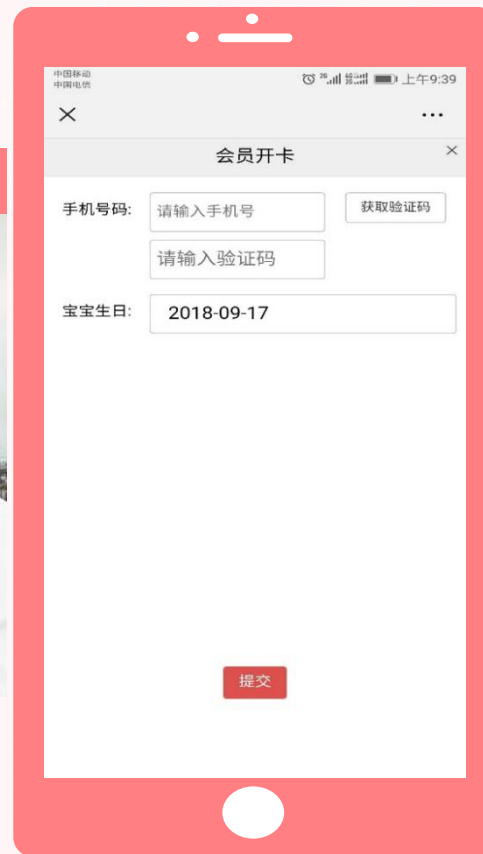 中国移动
中国电信
上午9:39
会员开卡
手机号码: 请输入手机号 获取验证码
请输入验证码
宝宝生日: 2018-09-17
提交